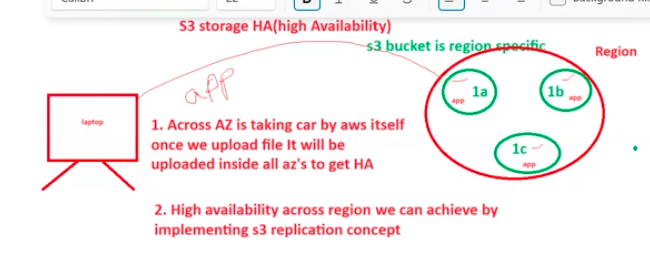 S3 storage HA(high Availability)
s3 bucket is region specific
Region
app
laptop
1a
app
1b
app
1c
app
1. Across AZ is taking car by aws itself
once we upload file It will be
uploaded inside all az's to get HA
2. High availability across region we can achieve by
implementing s3 replication concept